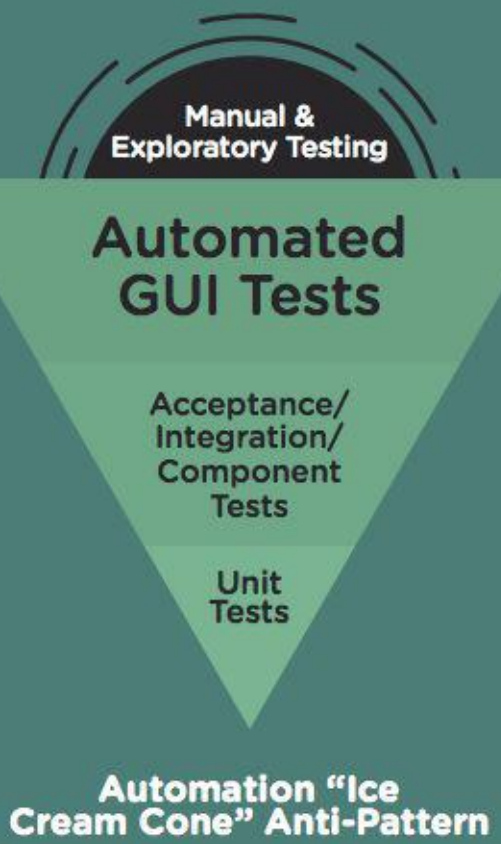 Manual &
Exploratory Testing
Automated
GUI Tests
Acceptance/
Integration/
Component
Tests
Unit
Tests
Automation “Ice
Cream Cone” Anti-Pattern